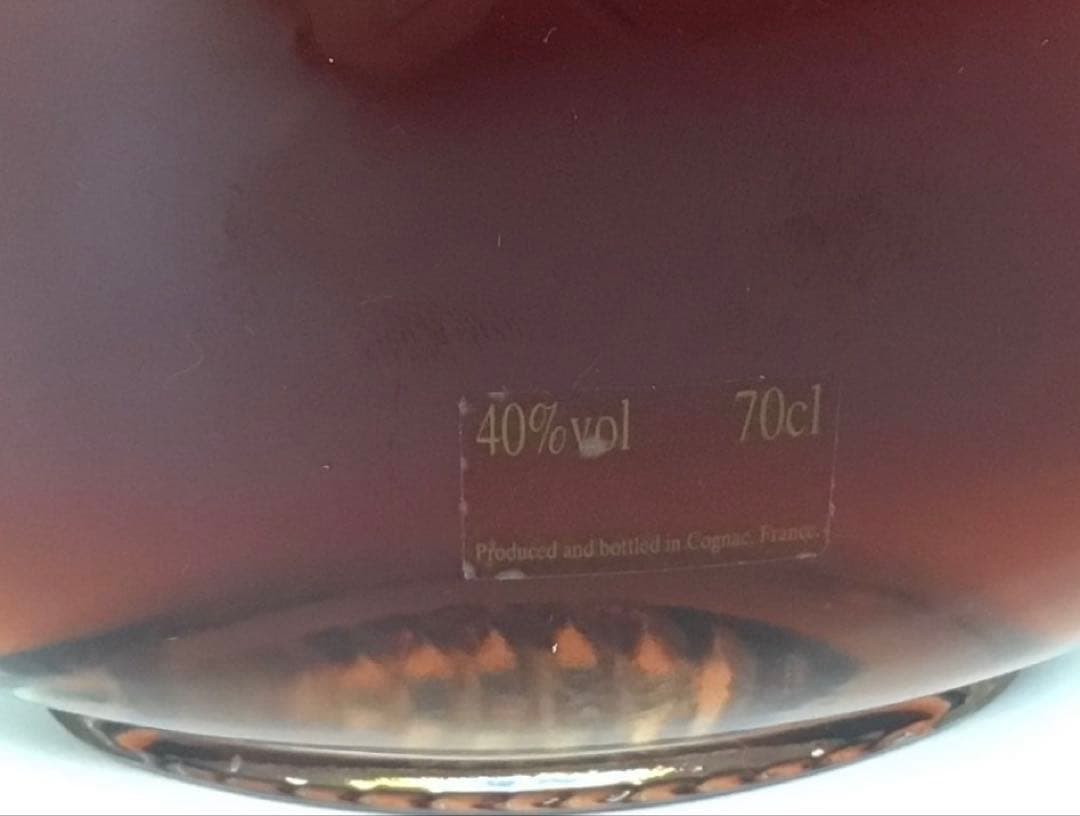 40%vol 70cl
Produced and bottled in Cognac. France.